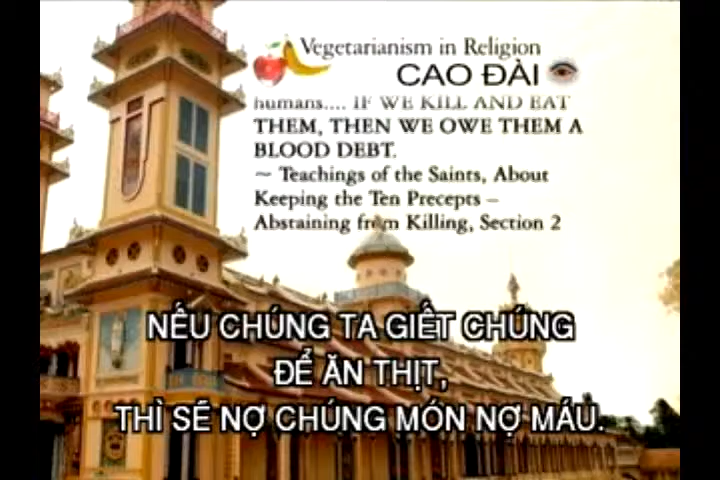 Vegetarianism in Religion
CAO ĐÀI
humans.... IF WE KILL AND EAT
THEM, THEN WE OWE THEM A
BLOOD DEBT.
~ Teachings of the Saints, About
Keeping the Ten Precepts –
Abstaining from Killing, Section 2
NẾU CHÚNG TA GIẾT CHÚNG
ĐỂ ĂN THỊT,
THÌ SẼ NỢ CHÚNG MÓN NỢ MÁU.